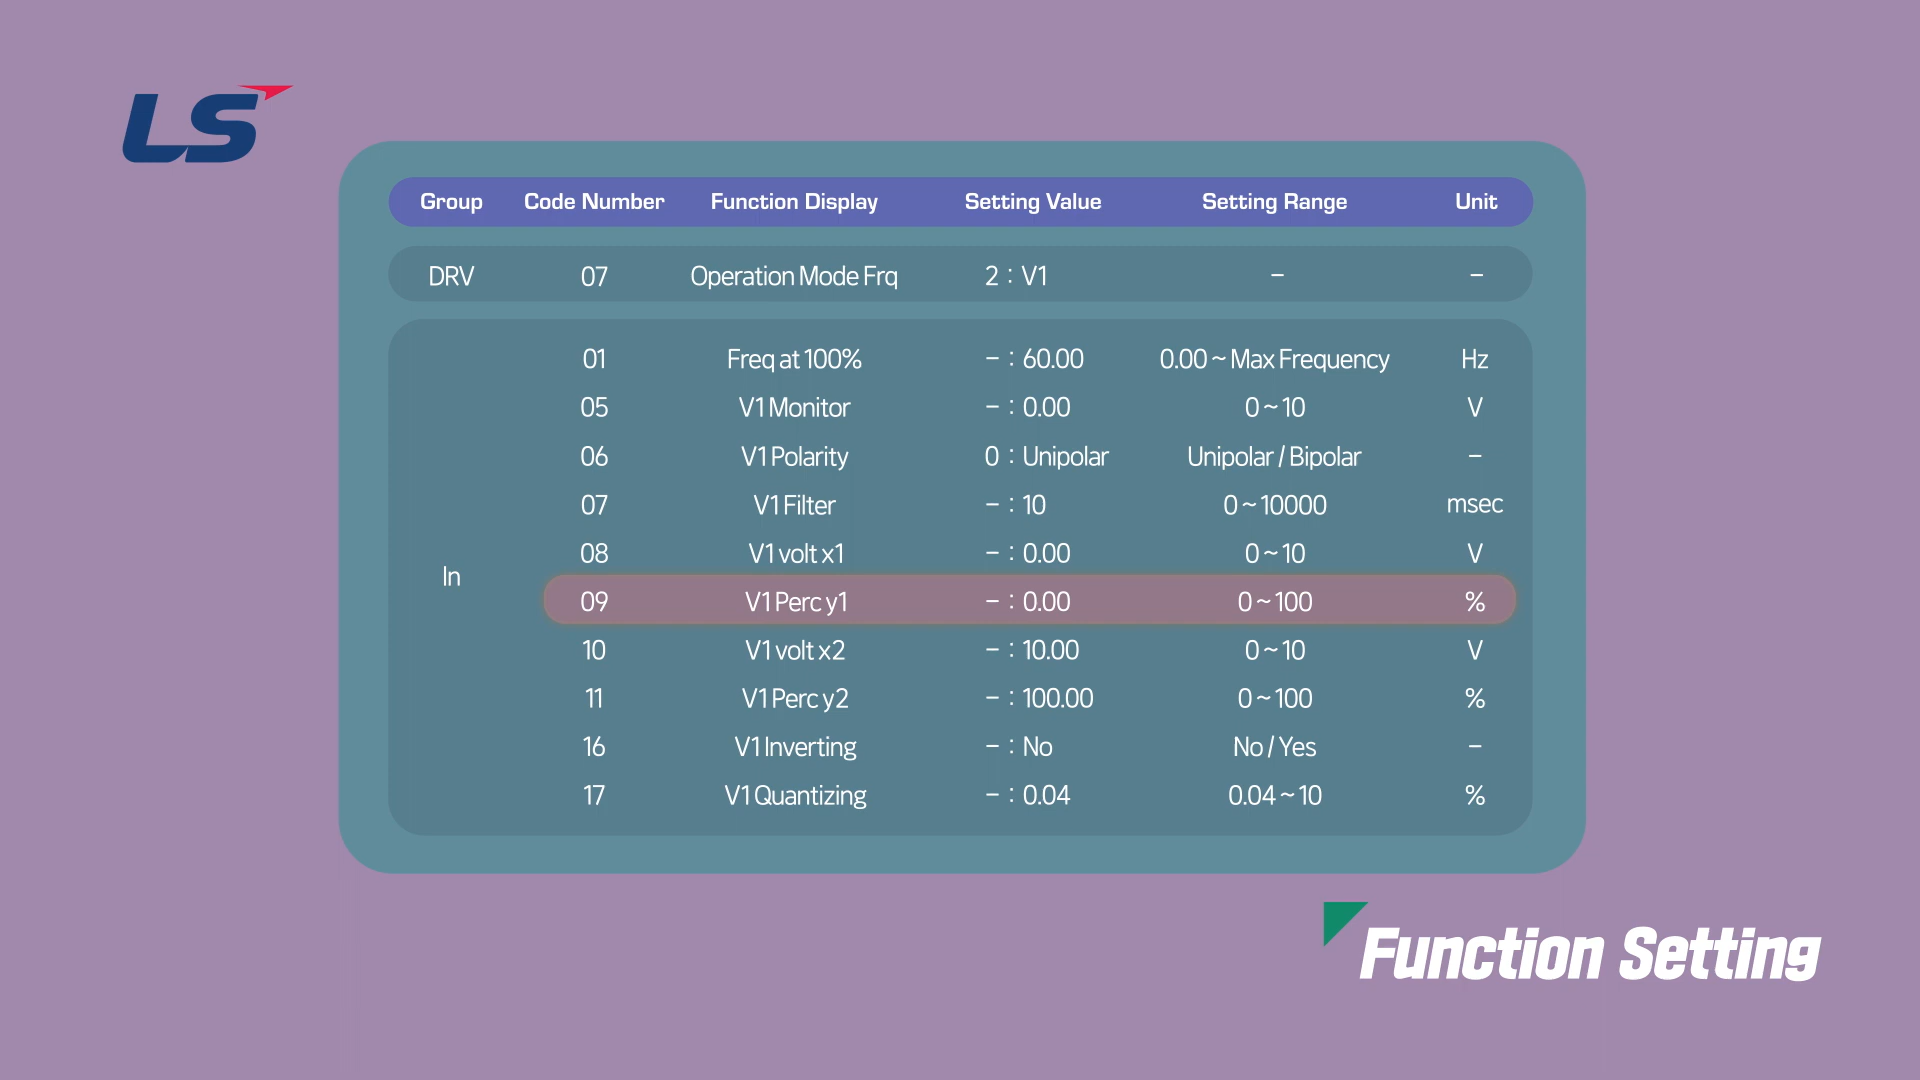 LS
Group Code Number Function Display Setting Value Setting Range Unit
DRV 07 Operation Mode Frq 2 : V1 – –
In
01 Freq at 100% – : 60.00 0.00 ~ Max Frequency Hz
05 V1 Monitor – : 0.00 0 ~ 10 V
06 V1 Polarity 0 : Unipolar Unipolar / Bipolar –
07 V1 Filter – : 10 0 ~ 10000 msec
08 V1 volt x1 – : 0.00 0 ~ 10 V
09 V1 Perc y1 – : 0.00 0 ~ 100 %
10 V1 volt x2 – : 10.00 0 ~ 10 V
11 V1 Perc y2 – : 100.00 0 ~ 100 %
16 V1 Inverting – : No No / Yes –
17 V1 Quantizing – : 0.04 0.04 ~ 10 %
Function Setting